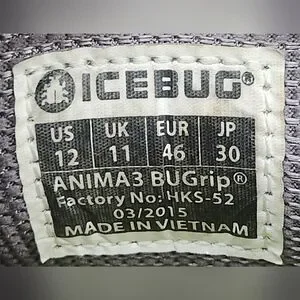 ICEBUG®
US UK EUR JP
12 11 46 30
ANIMA3 BUGrip®
Factory No: HKS-52
03/2015
MADE IN VIETNAM